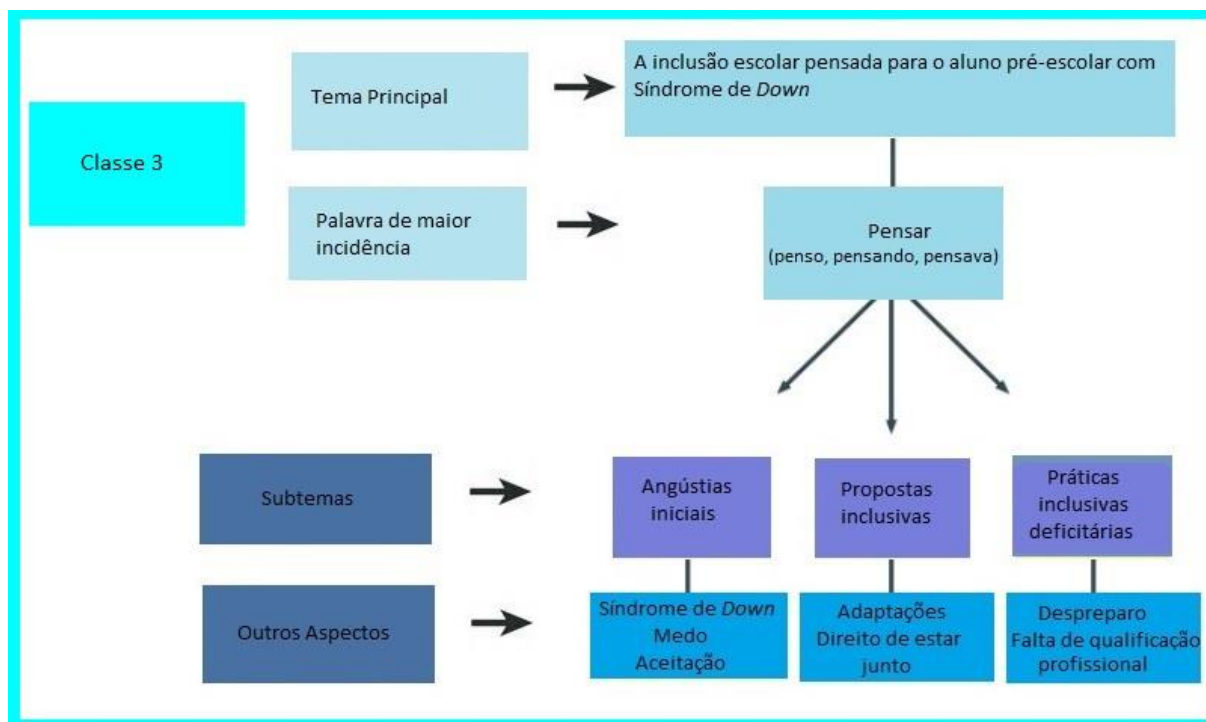 Classe 3
Tema Principal
A inclusão escolar pensada para o aluno pré-escolar com
Síndrome de Down
Palavra de maior
incidência
Pensar
(penso, pensando, pensava)
Subtemas
Angústias
iniciais
Propostas
inclusivas
Práticas
inclusivas
deficitárias
Outros Aspectos
Síndrome de Down
Medo
Aceitação
Adaptações
Direito de estar
junto
Despreparo
Falta de qualificação
profissional